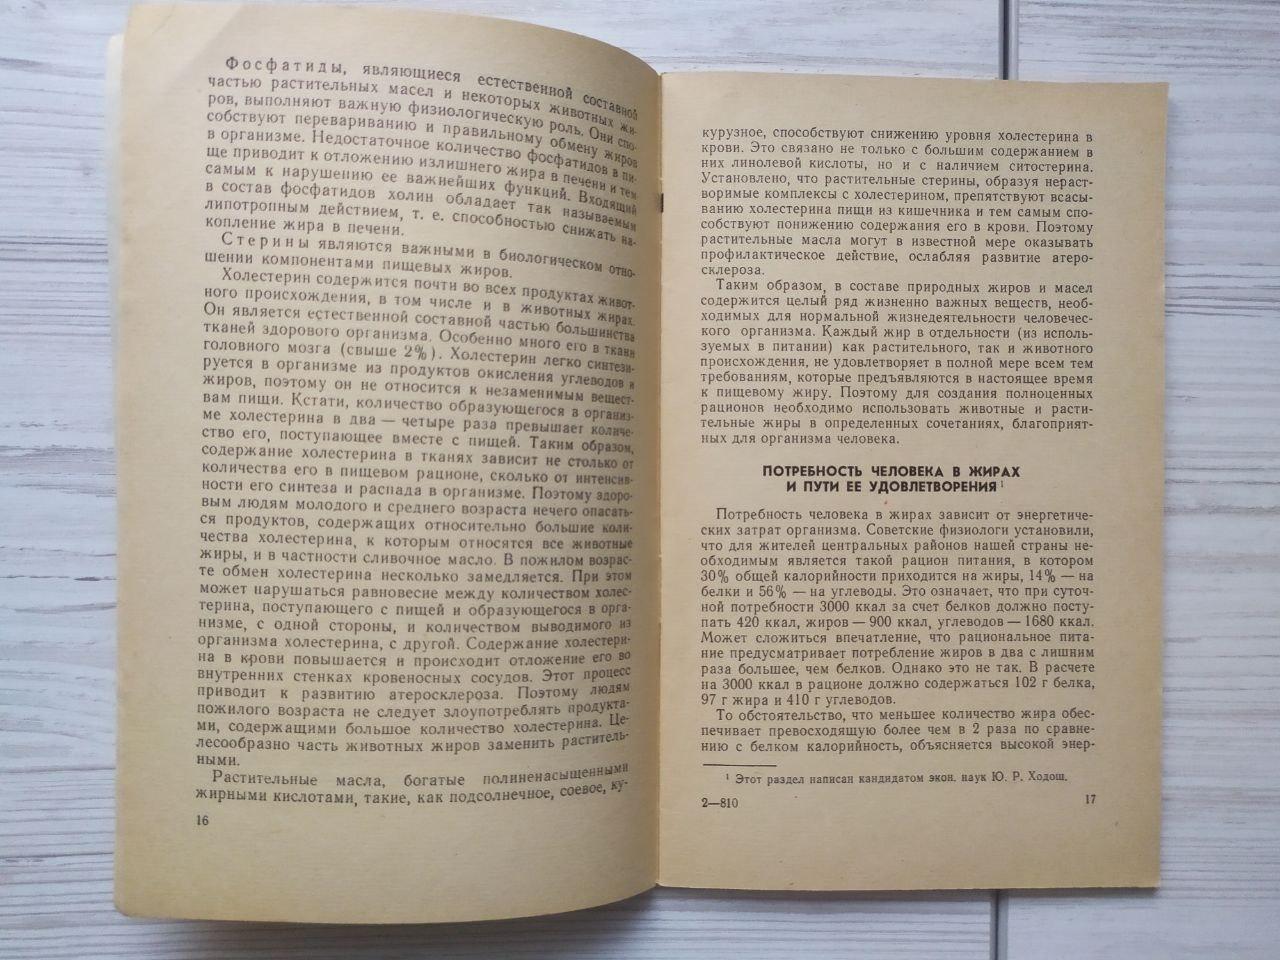 Фосфатиды, являющиеся естественной составной
частью растительных масел и некоторых животных жи-
ров, выполняют важную физиологическую роль. Они спо-
собствуют перевариванию и правильному обмену жиров
в организме. Недостаточное количество фосфатидов в пи-
ще приводит к отложению излишнего жира в печени и тем
самым к нарушению ее важнейших функций. Входящий
в состав фосфатидов холин обладает так называемым
липотропным действием, т. е. способностью снижать на-
копление жира в печени.
Стерины являются важными в биологическом отно-
шении компонентами пищевых жиров.
Холестерин содержится почти во всех продуктах живот-
ного происхождения, в том числе и в животных жирах.
Он является естественной составной частью большинства
тканей здорового организма. Особенно много его в ткани
головного мозга (свыше 2%). Холестерин легко синтези-
руется в организме из продуктов окисления углеводов и
жиров, поэтому он не относится к незаменимым вещест-
вам пищи. Кстати, количество образующегося в организ-
ме холестерина в два — четыре раза превышает количе-
ство его, поступающее вместе с пищей. Таким образом,
содержание холестерина в тканях зависит не столько от
количества его в пищевом рационе, сколько от интенсив-
ности его синтеза и распада в организме. Поэтому здоро-
вым людям молодого и среднего возраста нечего опасать-
ся продуктов, содержащих относительно большие коли-
чества холестерина, к которым относятся все животные
жиры, и в частности сливочное масло. В пожилом возрас-
те обмен холестерина несколько замедляется. При этом
может нарушаться равновесие между количеством холес-
терина, поступающего с пищей и образующегося в орга-
низме, с одной стороны, и количеством выводимого из
организма холестерина, с другой. Содержание холестери-
на в крови повышается и происходит отложение его во
внутренних стенках кровеносных сосудов. Этот процесс
приводит к развитию атеросклероза. Поэтому людям
пожилого возраста не следует злоупотреблять продукта-
ми, содержащими большое количество холестерина. Це-
лесообразно часть животных жиров заменить раститель-
ными.
Растительные масла, богатые полиненасыщенными
жирными кислотами, такие, как подсолнечное, соевое, ку-
16
курузное, способствуют снижению уровня холестерина в
крови. Это связано не только с большим содержанием в
них линолевой кислоты, но и с наличием ситостерина.
Установлено, что растительные стерины, образуя нераст-
воримые комплексы с холестерином, препятствуют всасы-
ванию холестерина пищи из кишечника и тем самым спо-
собствуют понижению содержания его в крови. Поэтому
растительные масла могут в известной мере оказывать
профилактическое действие, ослабляя развитие атеро-
склероза.
Таким образом, в составе природных жиров и масел
содержится целый ряд жизненно важных веществ, необ-
ходимых для нормальной жизнедеятельности человечес-
кого организма. Каждый жир в отдельности (из исполь-
зуемых в питании) как растительного, так и животного
происхождения, не удовлетворяет в полной мере всем тем
требованиям, которые предъявляются в настоящее время
к пищевому жиру. Поэтому для создания полноценных
рационов необходимо использовать животные и расти-
тельные жиры в определенных сочетаниях, благоприят-
ных для организма человека.
ПОТРЕБНОСТЬ ЧЕЛОВЕКА В ЖИРАХ
И ПУТИ ЕЕ УДОВЛЕТВОРЕНИЯ¹
Потребность человека в жирах зависит от энергетичес-
ких затрат организма. Советские физиологи установили,
что для жителей центральных районов нашей страны не-
обходимым является такой рацион питания, в котором
30% общей калорийности приходится на жиры, 14% — на
белки и 56% — на углеводы. Это означает, что при суточ-
ной потребности 3000 ккал за счет белков должно посту-
пать 420 ккал, жиров — 900 ккал, углеводов — 1680 ккал.
Может сложиться впечатление, что рациональное пита-
ние предусматривает потребление жиров в два с лишним
раза большее, чем белков. Однако это не так. В расчете
на 3000 ккал в рационе должно содержаться 102 г белка,
97 г жира и 410 г углеводов.
То обстоятельство, что меньшее количество жира обес-
печивает превосходящую более чем в 2 раза по сравне-
нию с белком калорийность, объясняется высокой энер-
¹ Этот раздел написан кандидатом экон. наук Ю. Р. Ходош.
2—810
17